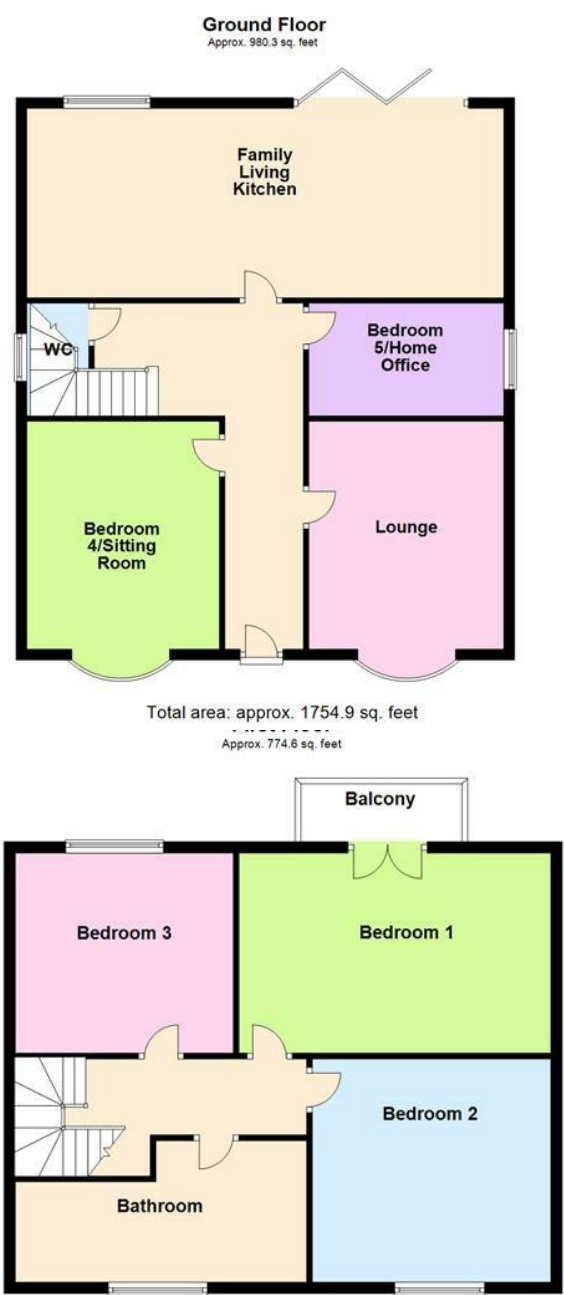 Ground Floor
Approx. 980.3 sq. feet
Family
Living
Kitchen
WC
Bedroom
5/Home
Office
Bedroom
4/Sitting
Room
Lounge
Total area: approx. 1754.9 sq. feet
Approx. 774.6 sq. feet
Balcony
Bedroom 3
Bedroom 1
Bedroom 2
Bathroom